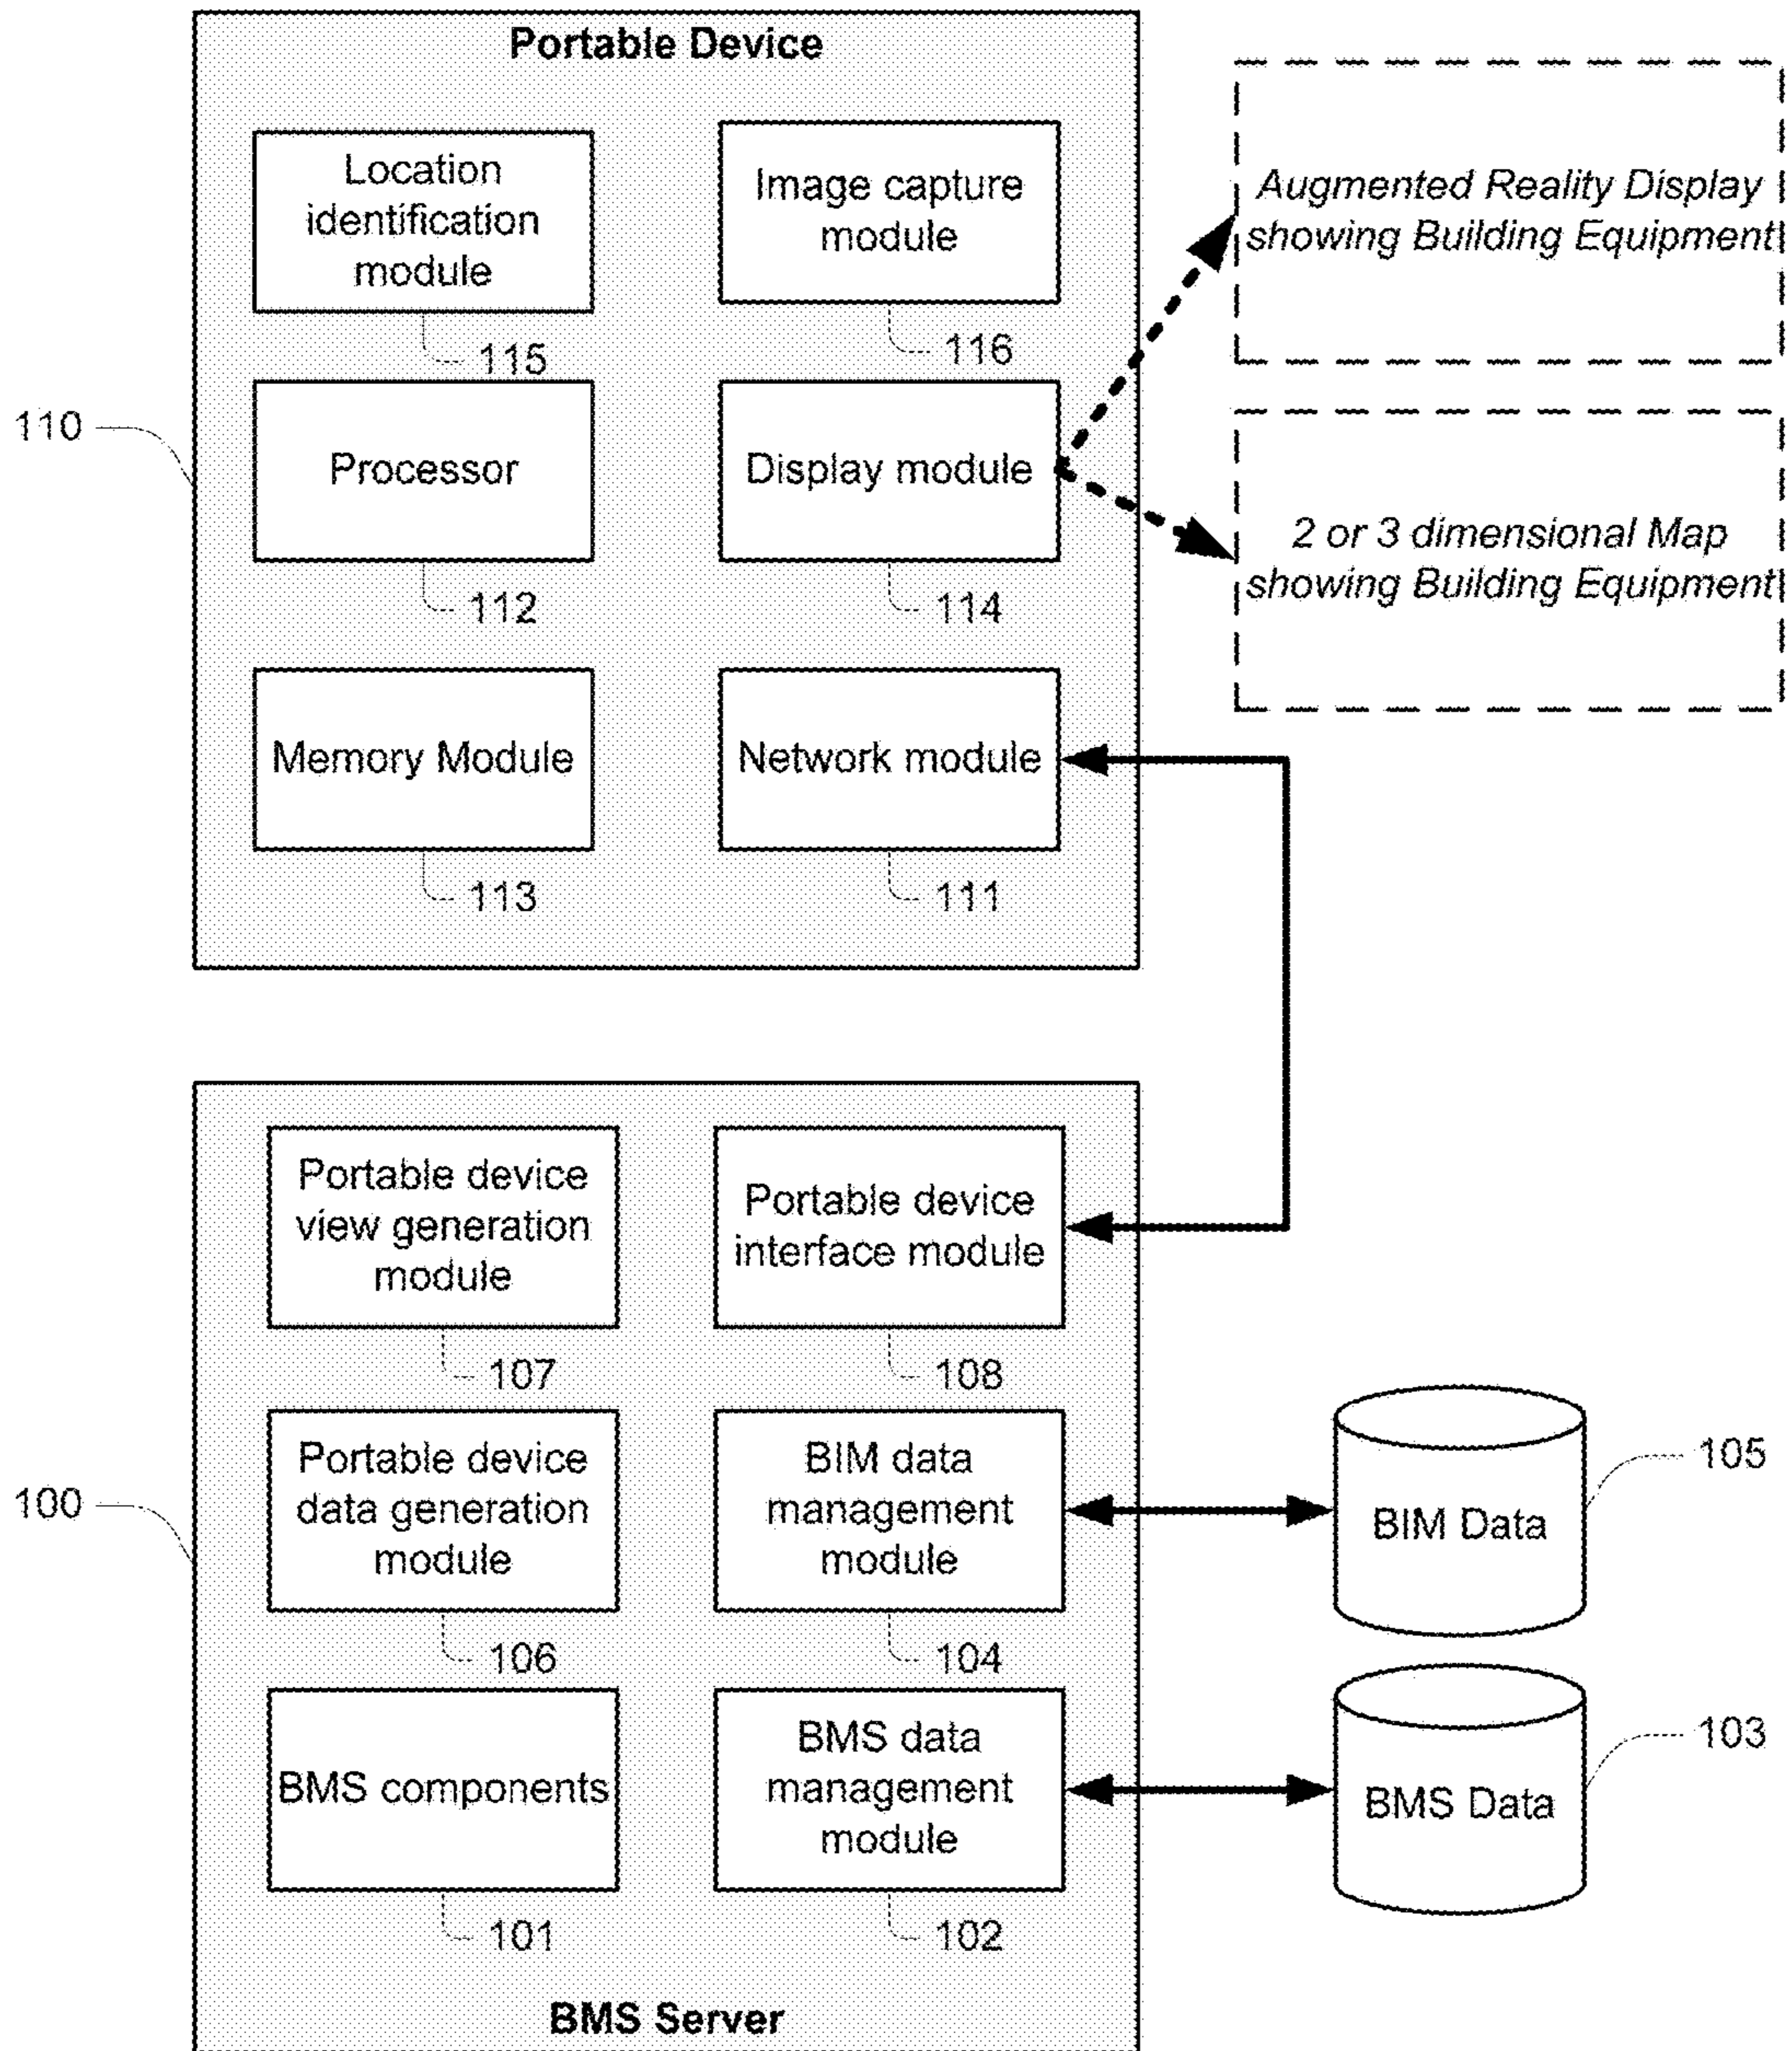 Portable Device
Location
identification
module
115
Image capture
module
116
Augmented Reality Display
showing Building Equipment
110
Processor
112
Display module
114
2 or 3 dimensional Map
showing Building Equipment
Memory Module
113
Network module
111
Portable device
view generation
module
107
Portable device
interface module
108
100
Portable device
data generation
module
106
BIM data
management
module
104
BIM Data
105
BMS components
101
BMS data
management
module
102
BMS Data
103
BMS Server